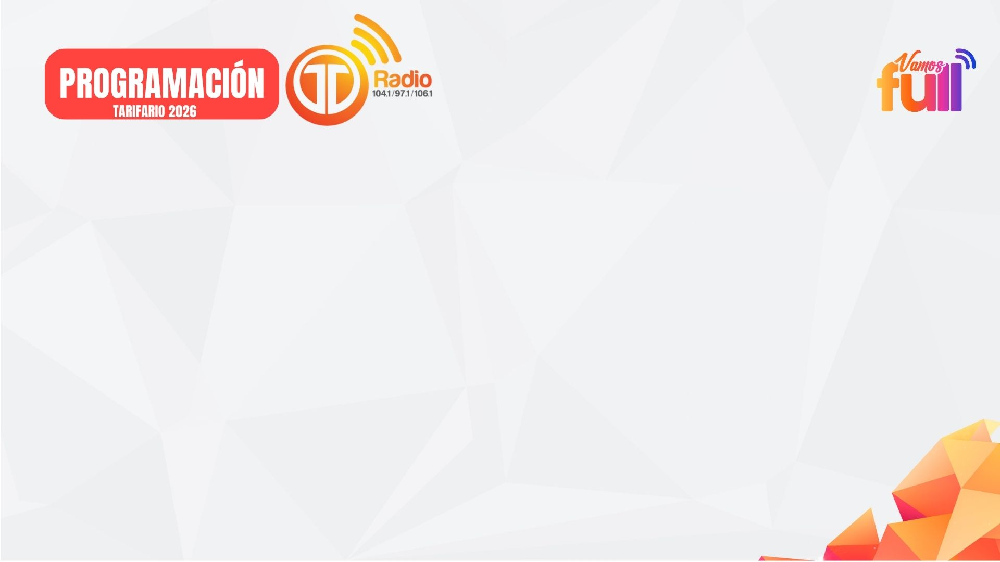 PROGRAMACIÓN
TARIFARIO 2026
T Radio
104.1/97.1/106.1
Vamos
full